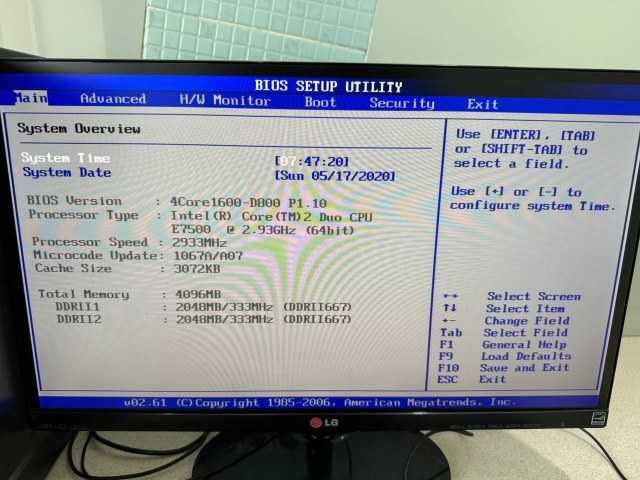 BIOS SETUP UTILITY
Main Advanced H/W Monitor Boot Security Exit
System Overview
System Time [07:47:20]
System Date [Sun 05/17/2020]
BIOS Version : 4Core1600-D800 P1.10
Processor Type : Intel(R) Core(TM)2 Duo CPU
E7500 @ 2.93GHz (64bit)
Processor Speed : 2933MHz
Microcode Update: 1067A/A07
Cache Size : 3072KB
Total Memory : 4096MB
DDRII1 : 2048MB/333MHz (DDRII667)
DDRII2 : 2048MB/333MHz (DDRII667)
Use [ENTER], [TAB]
or [SHIFT-TAB] to
select a field.
Use [+] or [-] to
configure system Time.
↔ Select Screen
↑↓ Select Item
+- Change Field
Tab Select Field
F1 General Help
F9 Load Defaults
F10 Save and Exit
ESC Exit
v02.61 (C)Copyright 1985-2006, American Megatrends, Inc.
LG